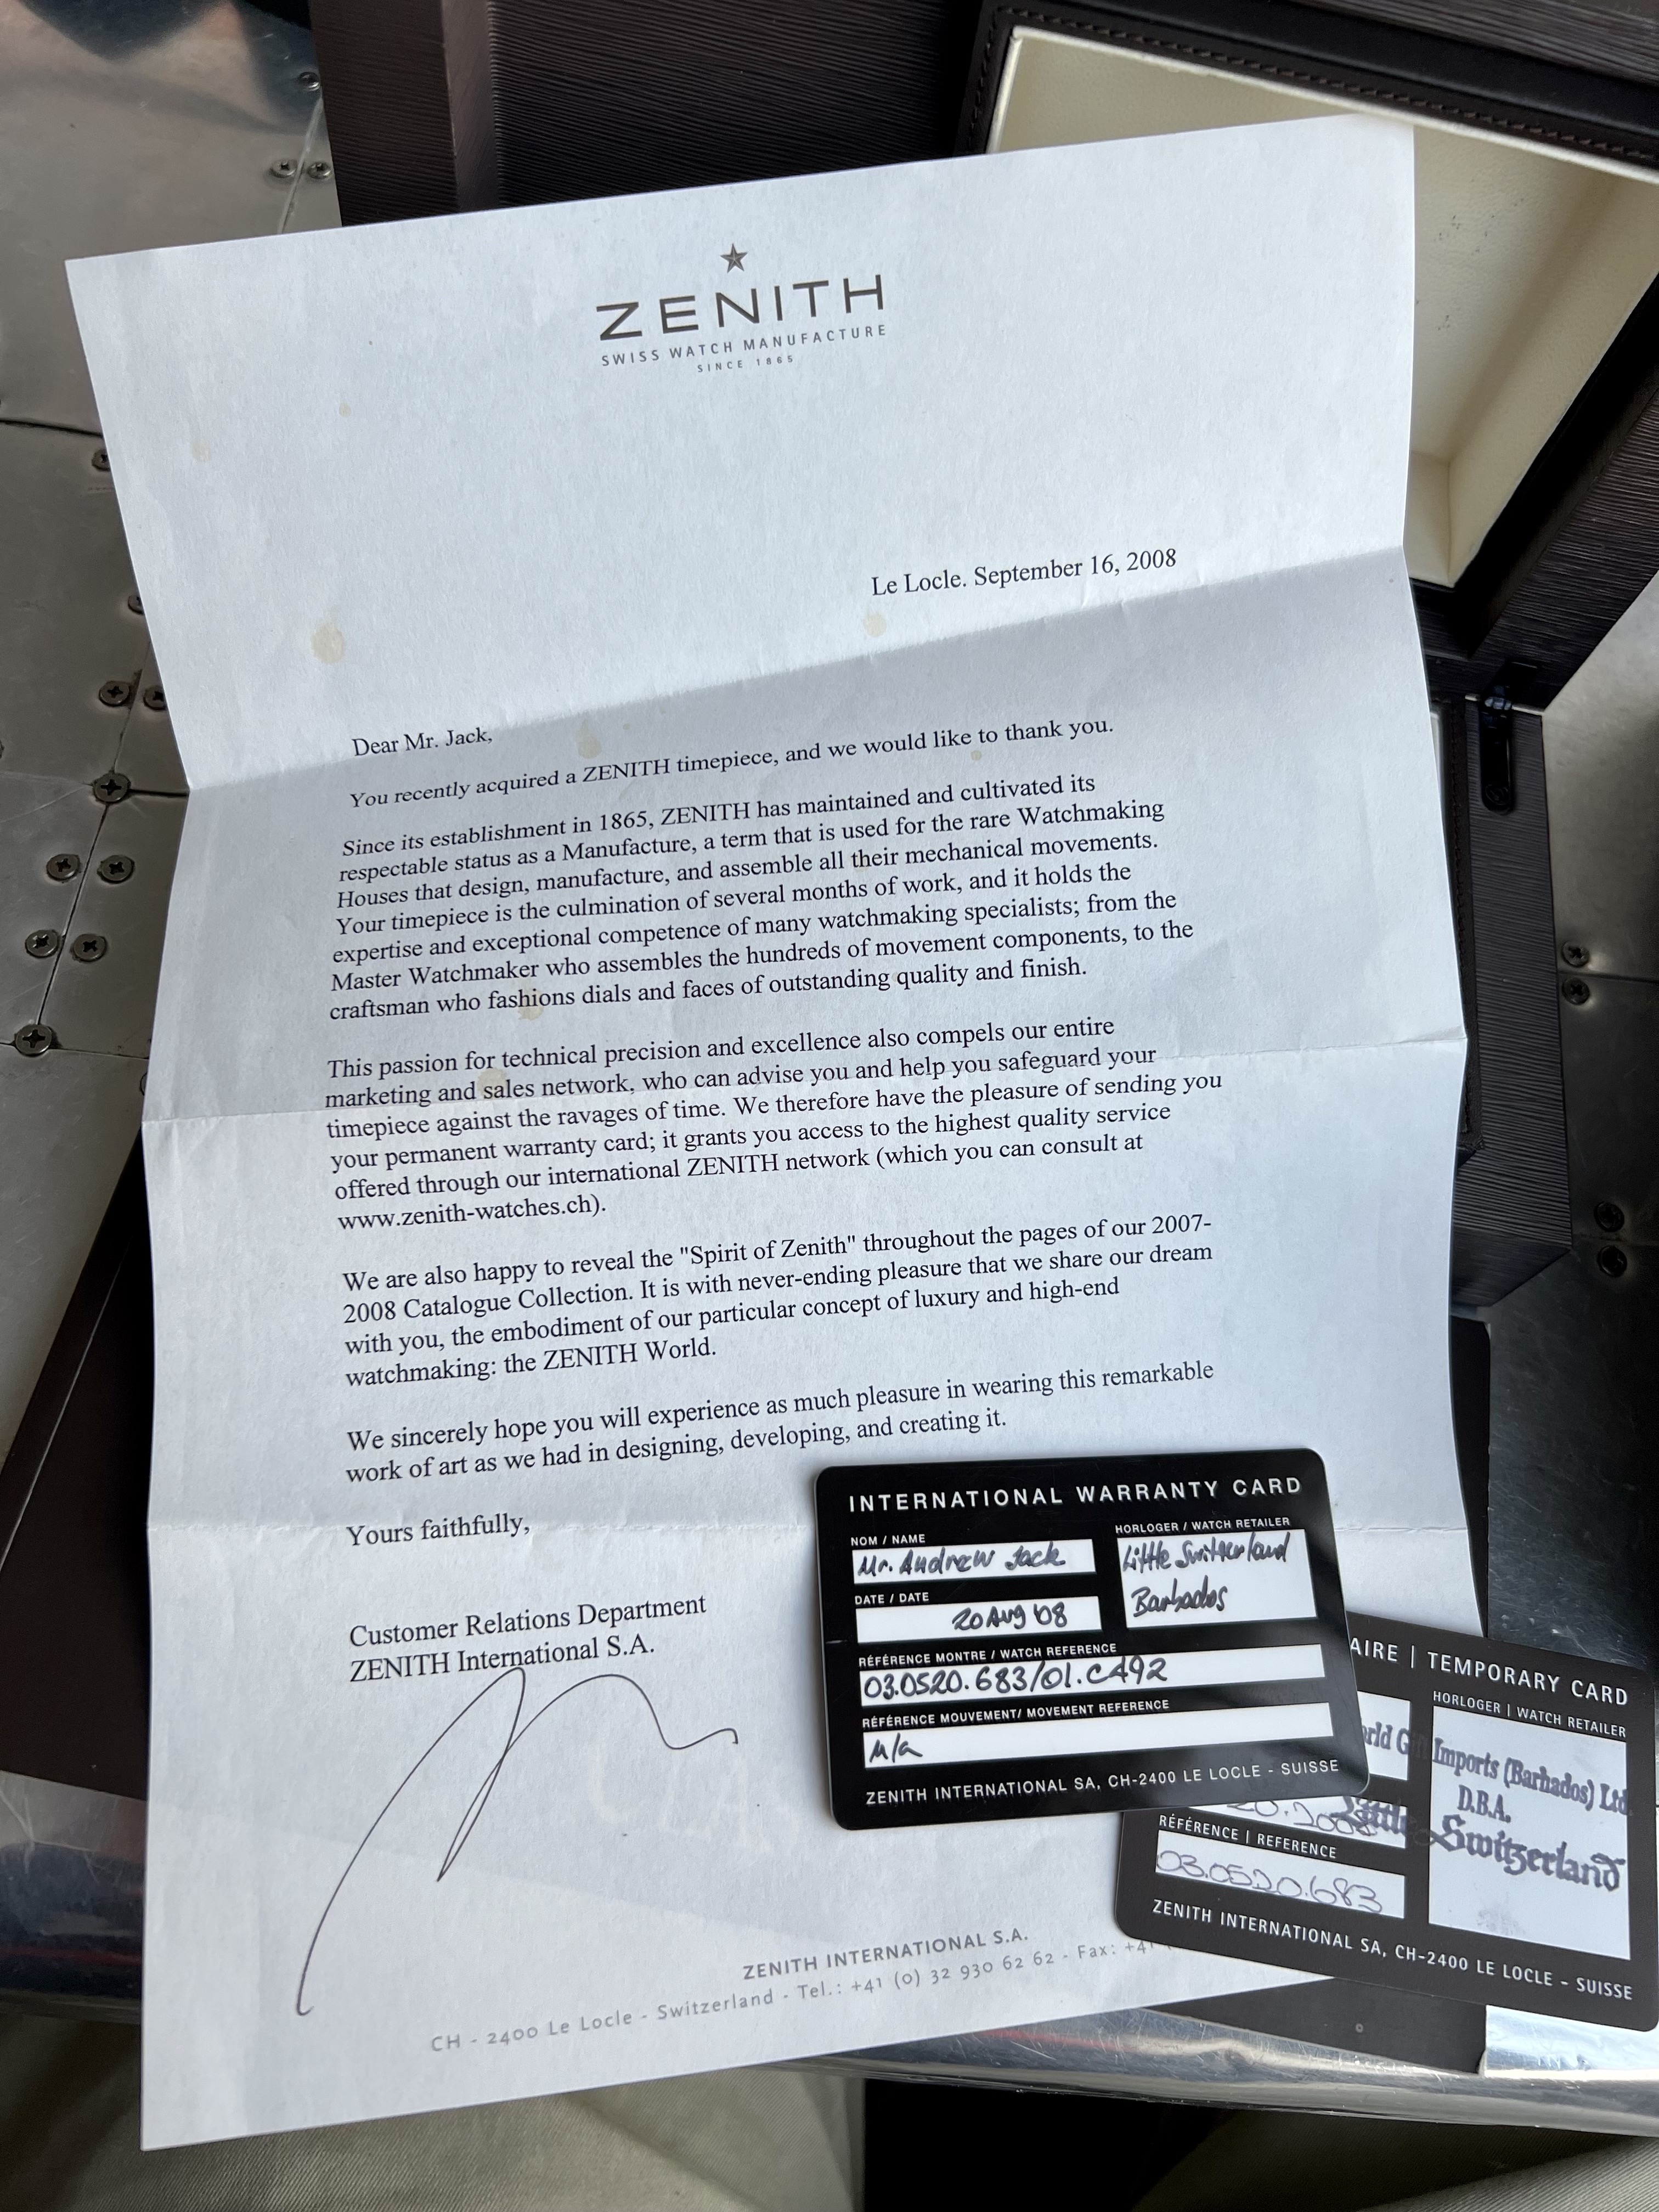 ZENITH
SWISS WATCH MANUFACTURE
SINCE 1865
Le Locle. September 16, 2008
Dear Mr. Jack,
You recently acquired a ZENITH timepiece, and we would like to thank you.
Since its establishment in 1865, ZENITH has maintained and cultivated its
respectable status as a Manufacture, a term that is used for the rare Watchmaking
Houses that design, manufacture, and assemble all their mechanical movements.
Your timepiece is the culmination of several months of work, and it holds the
expertise and exceptional competence of many watchmaking specialists; from the
Master Watchmaker who assembles the hundreds of movement components, to the
craftsman who fashions dials and faces of outstanding quality and finish.
This passion for technical precision and excellence also compels our entire
marketing and sales network, who can advise you and help you safeguard your
timepiece against the ravages of time. We therefore have the pleasure of sending you
your permanent warranty card; it grants you access to the highest quality service
offered through our international ZENITH network (which you can consult at
www.zenith-watches.ch).
We are also happy to reveal the "Spirit of Zenith" throughout the pages of our 2007-
2008 Catalogue Collection. It is with never-ending pleasure that we share our dream
with you, the embodiment of our particular concept of luxury and high-end
watchmaking: the ZENITH World.
We sincerely hope you will experience as much pleasure in wearing this remarkable
work of art as we had in designing, developing, and creating it.
Yours faithfully,
Customer Relations Department
ZENITH International S.A.
ZENITH INTERNATIONAL S.A.
CH - 2400 Le Locle - Switzerland - Tel.: +41 (0) 32 930 62 62 - Fax: +41
INTERNATIONAL WARRANTY CARD
NOM / NAME
Mr. Andrew Jack
HORLOGER / WATCH RETAILER
Little Switzerland
Barbados
DATE / DATE
20 Aug 08
RÉFÉRENCE MONTRE / WATCH REFERENCE
03.0520.683/01.C492
RÉFÉRENCE MOUVEMENT/ MOVEMENT REFERENCE
N/a
ZENITH INTERNATIONAL SA, CH-2400 LE LOCLE - SUISSE
AIRE | TEMPORARY CARD
HORLOGER | WATCH RETAILER
Imports (Barbados) Ltd.
D.B.A.
Little Switzerland
20.2008
RÉFÉRENCE | REFERENCE
03.0520.683
ZENITH INTERNATIONAL SA, CH-2400 LE LOCLE - SUISSE